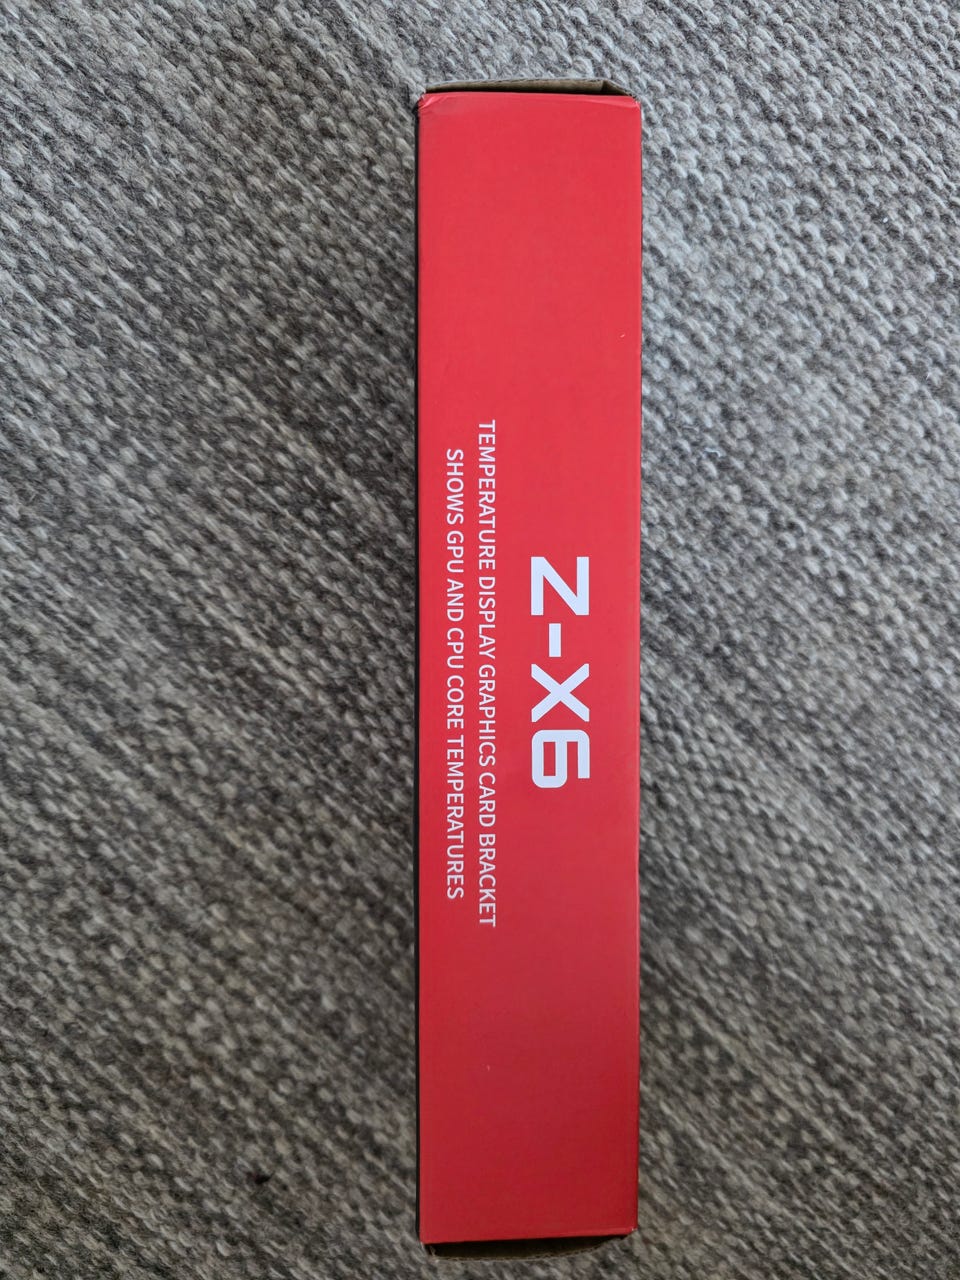 Z-X6
TEMPERATURE DISPLAY GRAPHICS CARD BRACKET
SHOWS GPU AND CPU CORE TEMPERATURES